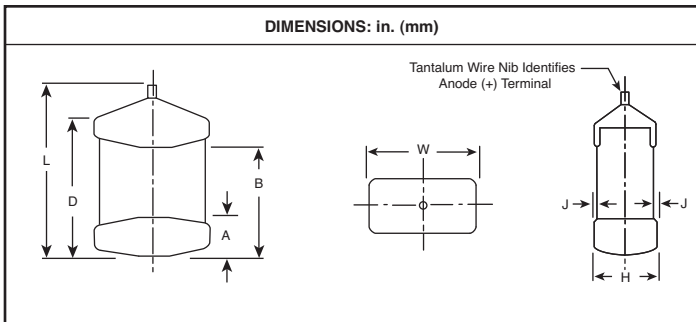 DIMENSIONS: in. (mm)
Tantalum Wire Nib Identifies
Anode (+) Terminal
L
D
B
A
W
J
J
H